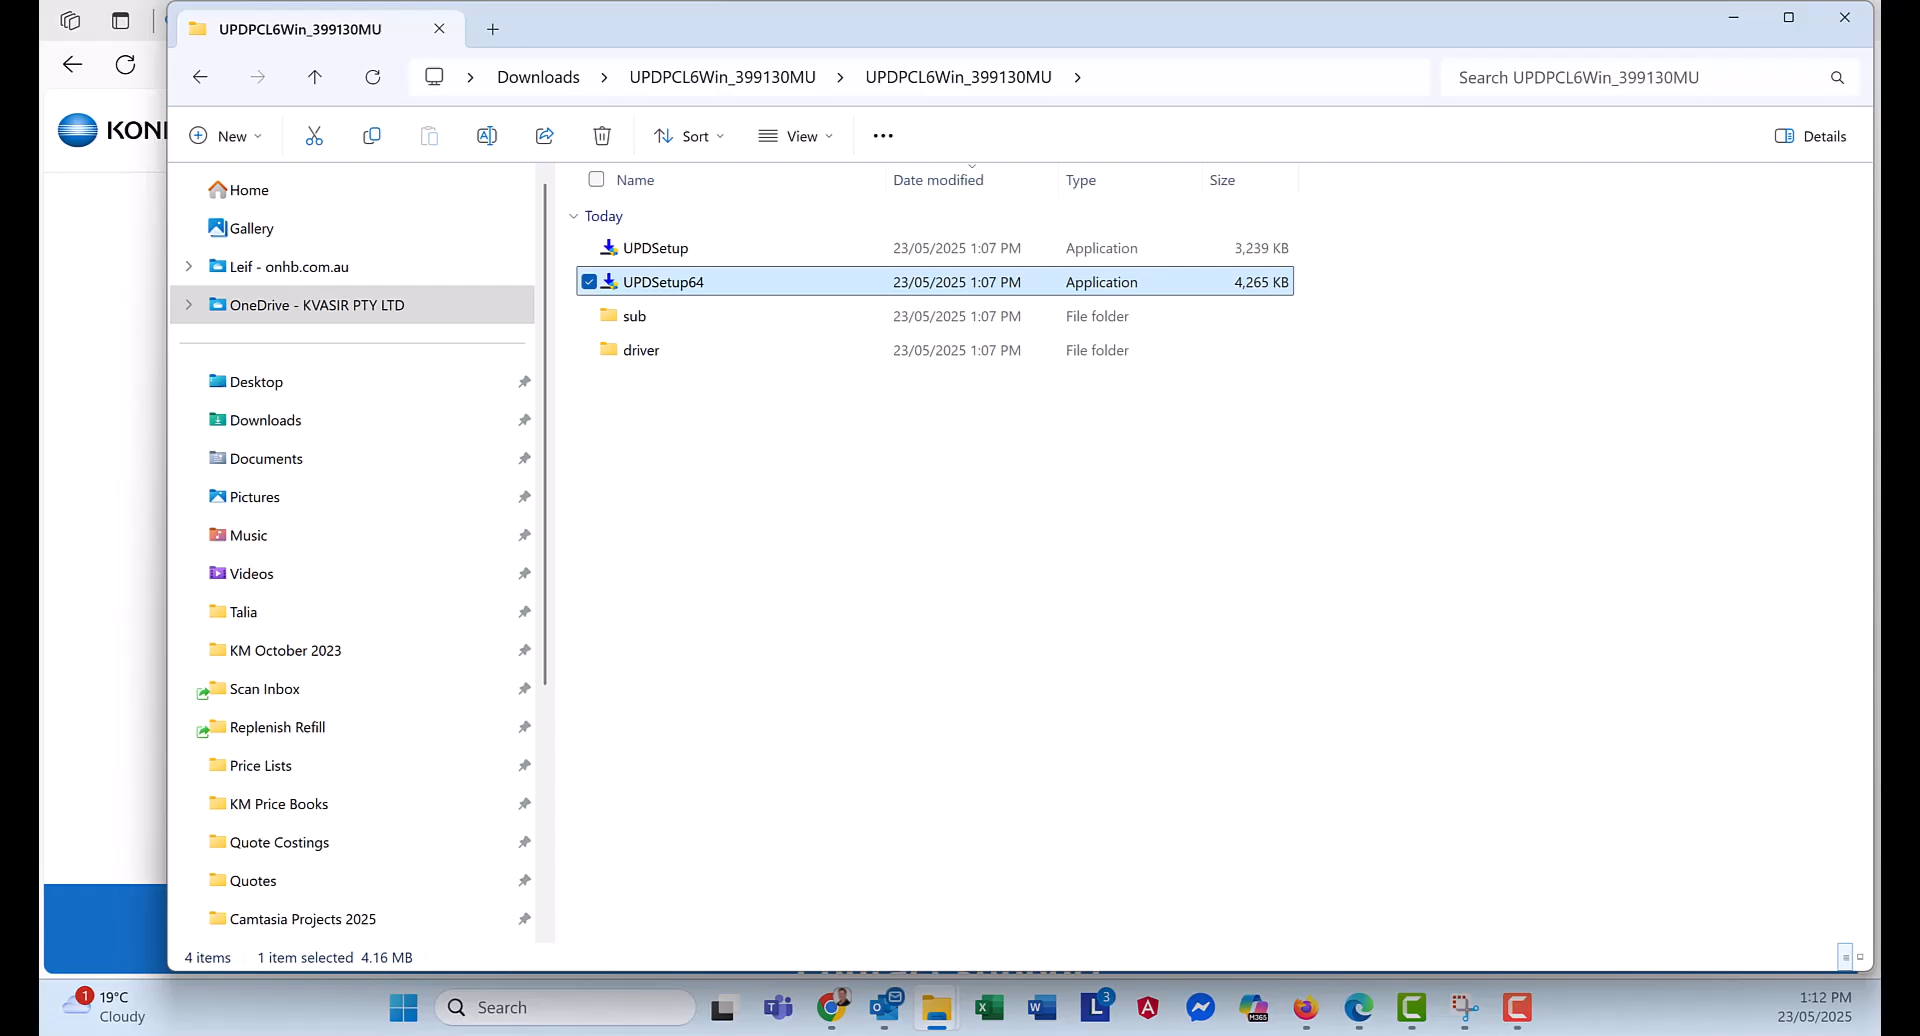 UPDPCL6Win_399130MU
Downloads UPDPCL6Win_399130MU UPDPCL6Win_399130MU
Search UPDPCL6Win_399130MU
KONI
New Sort View Details
Name Date modified Type Size
Today
UPDSetup 23/05/2025 1:07 PM Application 3,239 KB
UPDSetup64 23/05/2025 1:07 PM Application 4,265 KB
sub 23/05/2025 1:07 PM File folder
driver 23/05/2025 1:07 PM File folder
Home
Gallery
Leif - onhb.com.au
OneDrive - KVASIR PTY LTD
Desktop
Downloads
Documents
Pictures
Music
Videos
Talia
KM October 2023
Scan Inbox
Replenish Refill
Price Lists
KM Price Books
Quote Costings
Quotes
Camtasia Projects 2025
4 items 1 item selected 4.16 MB
1
19°C
Cloudy
Search
3
M365
1:12 PM
23/05/2025